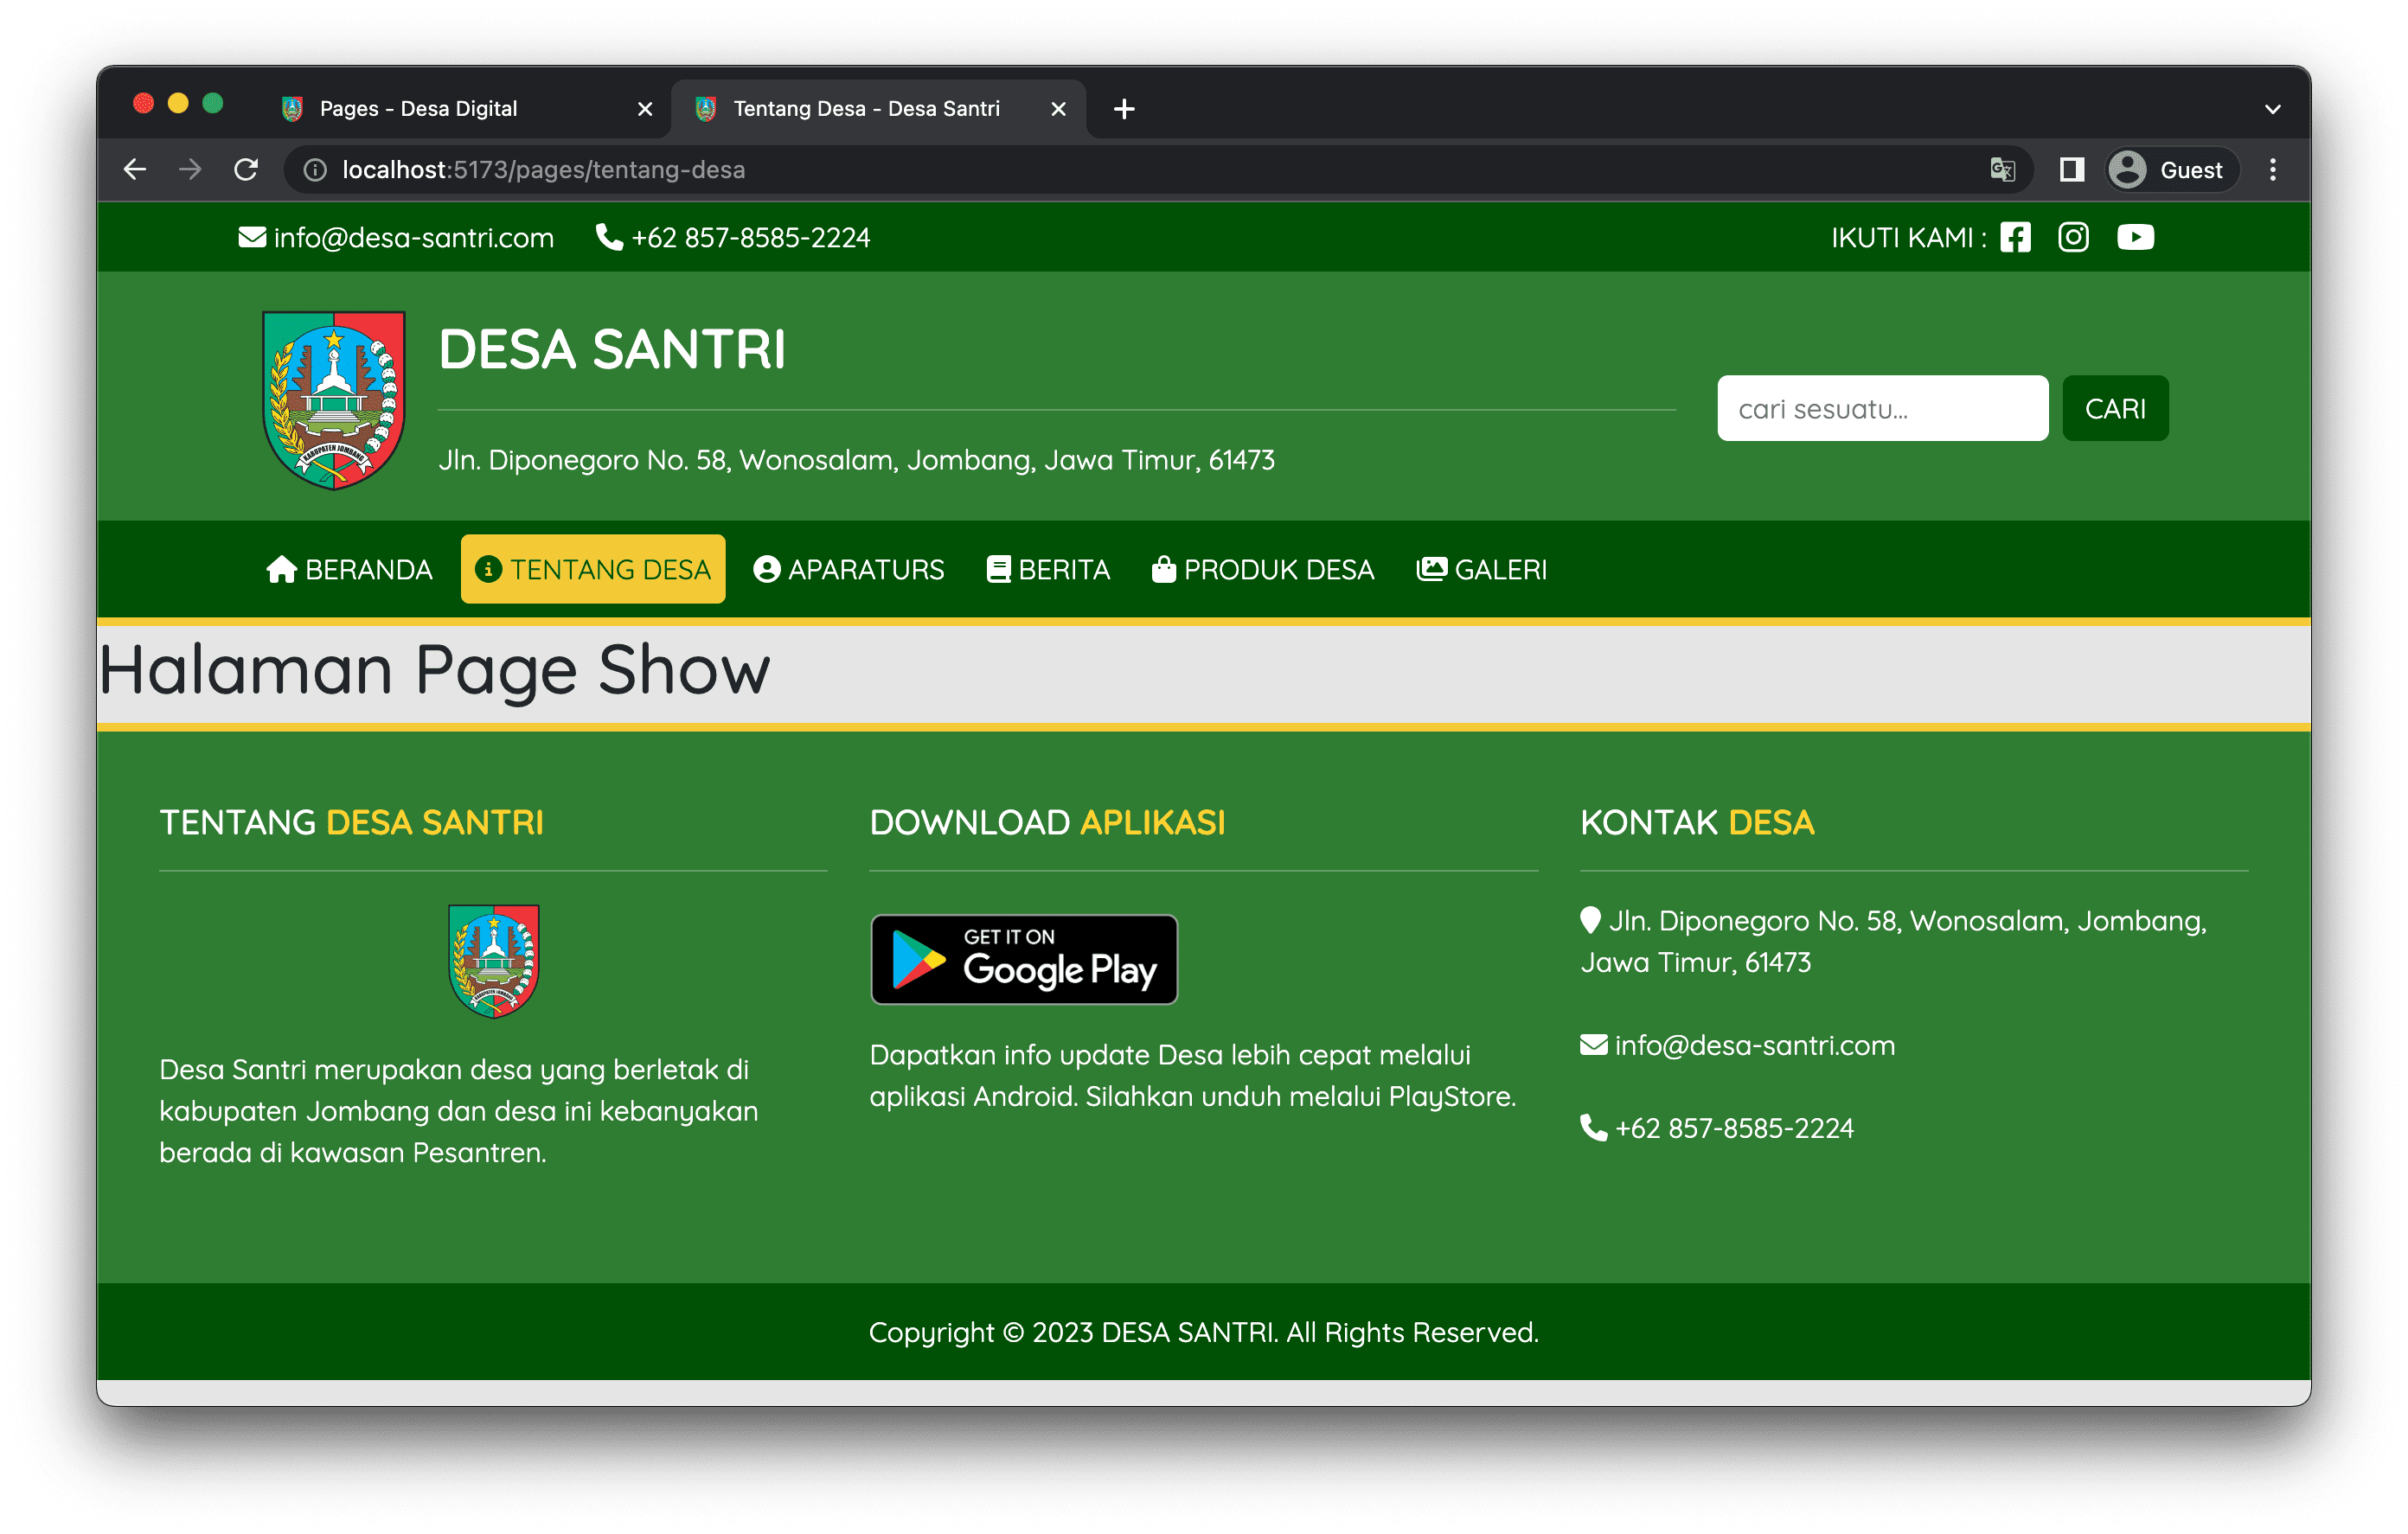 Pages - Desa Digital
Tentang Desa - Desa Santri
localhost:5173/pages/tentang-desa
Guest
info@desa-santri.com
+62 857-8585-2224
IKUTI KAMI :
KABUPATEN JOMBANG
DESA SANTRI
Jln. Diponegoro No. 58, Wonosalam, Jombang, Jawa Timur, 61473
cari sesuatu...
CARI
BERANDA
TENTANG DESA
APARATURS
BERITA
PRODUK DESA
GALERI
Halaman Page Show
TENTANG DESA SANTRI
KABUPATEN JOMBANG
Desa Santri merupakan desa yang berletak di
kabupaten Jombang dan desa ini kebanyakan
berada di kawasan Pesantren.
DOWNLOAD APLIKASI
GET IT ON
Google Play
Dapatkan info update Desa lebih cepat melalui
aplikasi Android. Silahkan unduh melalui PlayStore.
KONTAK DESA
Jln. Diponegoro No. 58, Wonosalam, Jombang,
Jawa Timur, 61473
info@desa-santri.com
+62 857-8585-2224
Copyright © 2023 DESA SANTRI. All Rights Reserved.